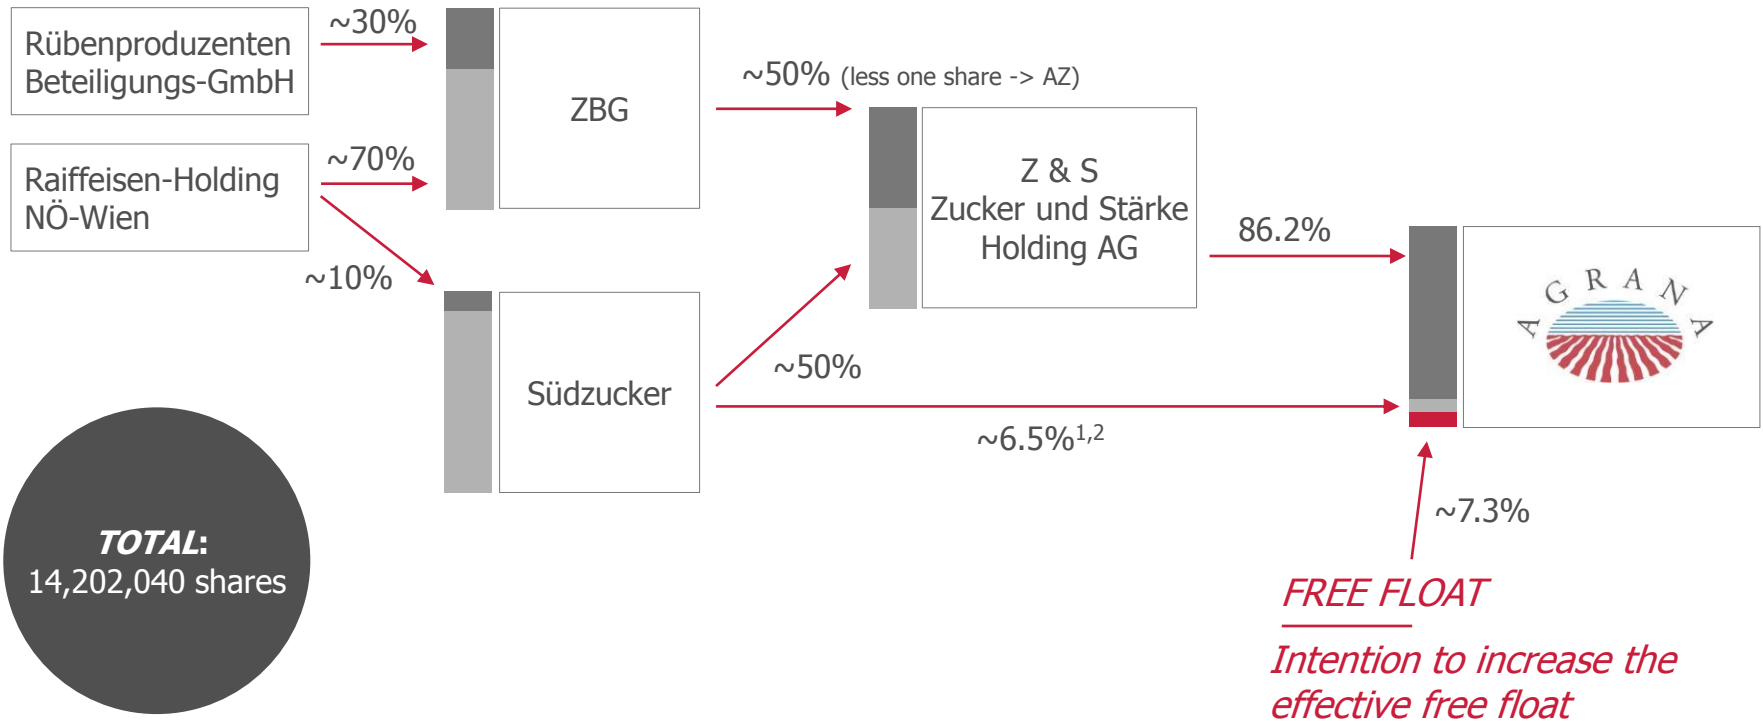 Rübenproduzenten
Beteiligungs-GmbH
~30%
ZBG
~50% (less one share -> AZ)
Raiffeisen-Holding
NÖ-Wien
~70%
~10%
Z & S
Zucker und Stärke
Holding AG
86.2%
AGRANA
Südzucker
~50%
~6.5%1,2
~7.3%
TOTAL:
14,202,040 shares
FREE FLOAT
Intention to increase the
effective free float